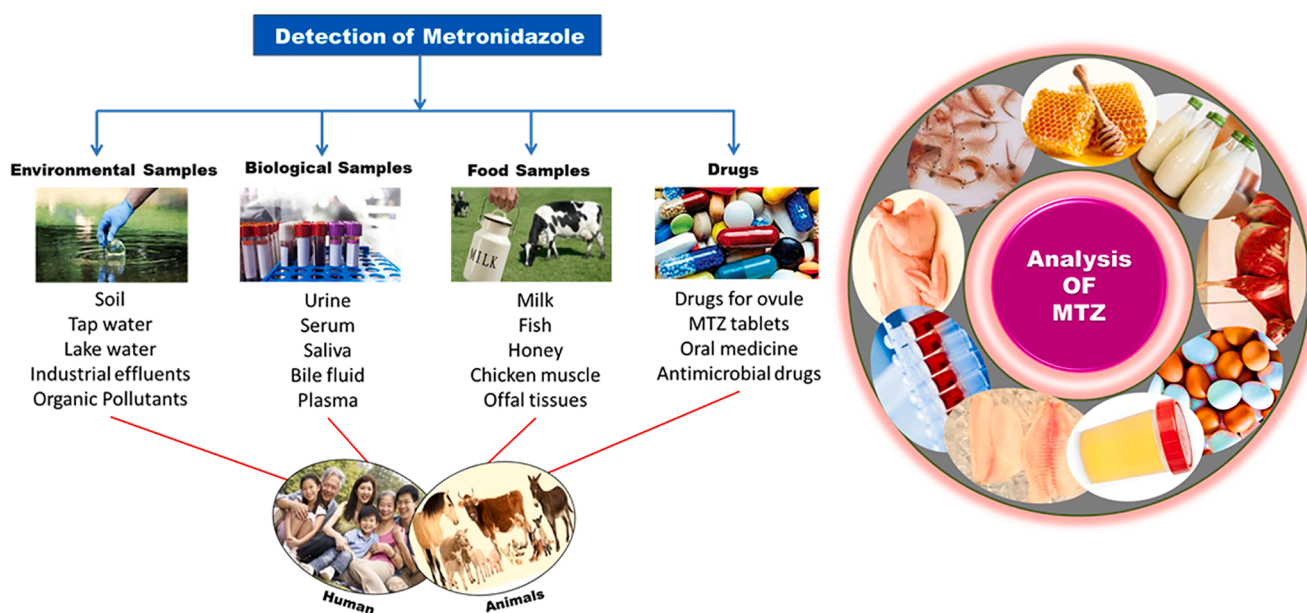 Detection of Metronidazole
Environmental Samples
Soil
Tap water
Lake water
Industrial effluents
Organic Pollutants
Biological Samples
Urine
Serum
Saliva
Bile fluid
Plasma
Food Samples
MILK
Milk
Fish
Honey
Chicken muscle
Offal tissues
Drugs
Drugs for ovule
MTZ tablets
Oral medicine
Antimicrobial drugs
Human
Animals
Analysis
OF
MTZ